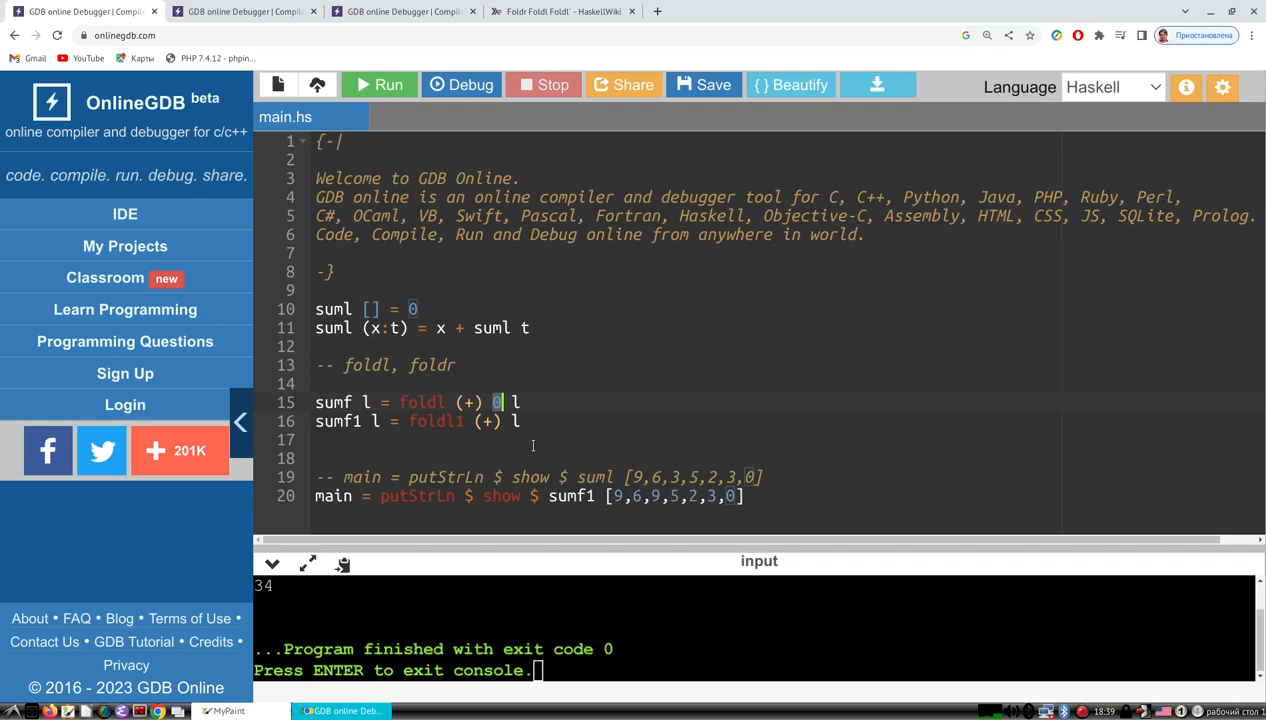 GDB online Debugger | Compile
GDB online Debugger | Compile
GDB online Debugger | Compile
Foldr Foldl Foldl' - HaskellWiki
onlinegdb.com
Приостановлена
Gmail
YouTube
Карты
PHP 7.4.12 - phpin...
OnlineGDB beta
online compiler and debugger for c/c++
code. compile. run. debug. share.
IDE
My Projects
Classroom new
Learn Programming
Programming Questions
Sign Up
Login
201K
About • FAQ • Blog • Terms of Use •
Contact Us • GDB Tutorial • Credits •
Privacy
© 2016 - 2023 GDB Online
Run
Debug
Stop
Share
Save
{ } Beautify
Language Haskell
main.hs
1 {-|
2
3 Welcome to GDB Online.
4 GDB online is an online compiler and debugger tool for C, C++, Python, Java, PHP, Ruby, Perl,
5 C#, OCaml, VB, Swift, Pascal, Fortran, Haskell, Objective-C, Assembly, HTML, CSS, JS, SQLite, Prolog.
6 Code, Compile, Run and Debug online from anywhere in world.
7
8 -}
9
10 suml [] = 0
11 suml (x:t) = x + suml t
12
13 -- foldl, foldr
14
15 sumf l = foldl (+) 0 l
16 sumf1 l = foldl1 (+) l
17
18
19 -- main = putStrLn $ show $ suml [9,6,3,5,2,3,0]
20 main = putStrLn $ show $ sumf1 [9,6,9,5,2,3,0]
input
34
...Program finished with exit code 0
Press ENTER to exit console.
MyPaint
GDB online Deb...
18:39
рабочий стол 1